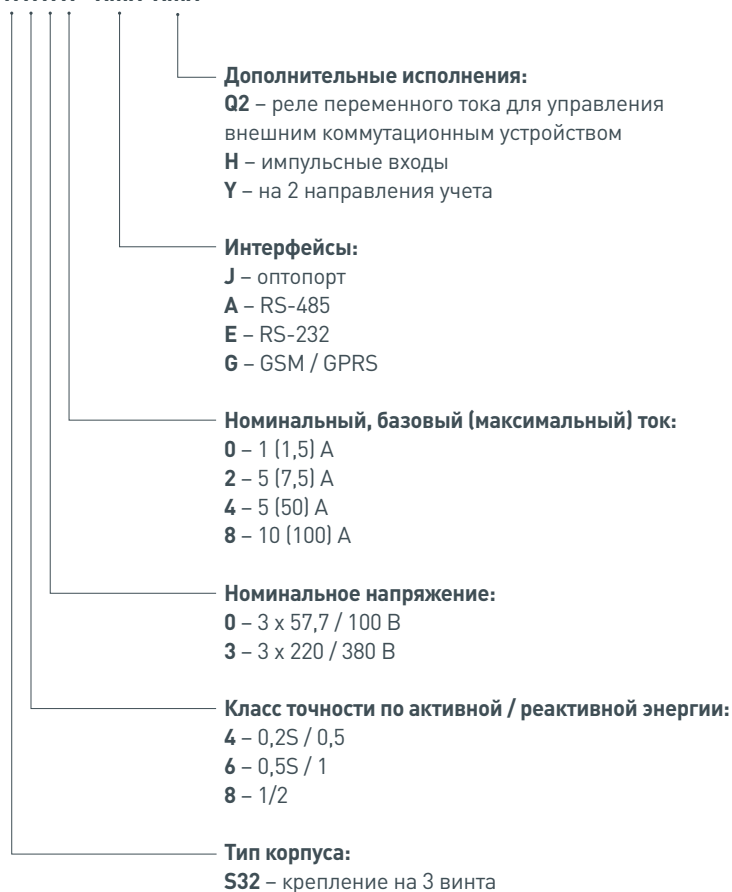 Дополнительные исполнения:
Q2 – реле переменного тока для управления
внешним коммутационным устройством
H – импульсные входы
Y – на 2 направления учета
Интерфейсы:
J – оптопорт
A – RS-485
E – RS-232
G – GSM / GPRS
Номинальный, базовый (максимальный) ток:
0 – 1 (1,5) А
2 – 5 (7,5) А
4 – 5 (50) А
8 – 10 (100) А
Номинальное напряжение:
0 – 3 х 57,7 / 100 В
3 – 3 х 220 / 380 В
Класс точности по активной / реактивной энергии:
4 – 0,2S / 0,5
6 – 0,5S / 1
8 – 1/2
Тип корпуса:
S32 – крепление на 3 винта